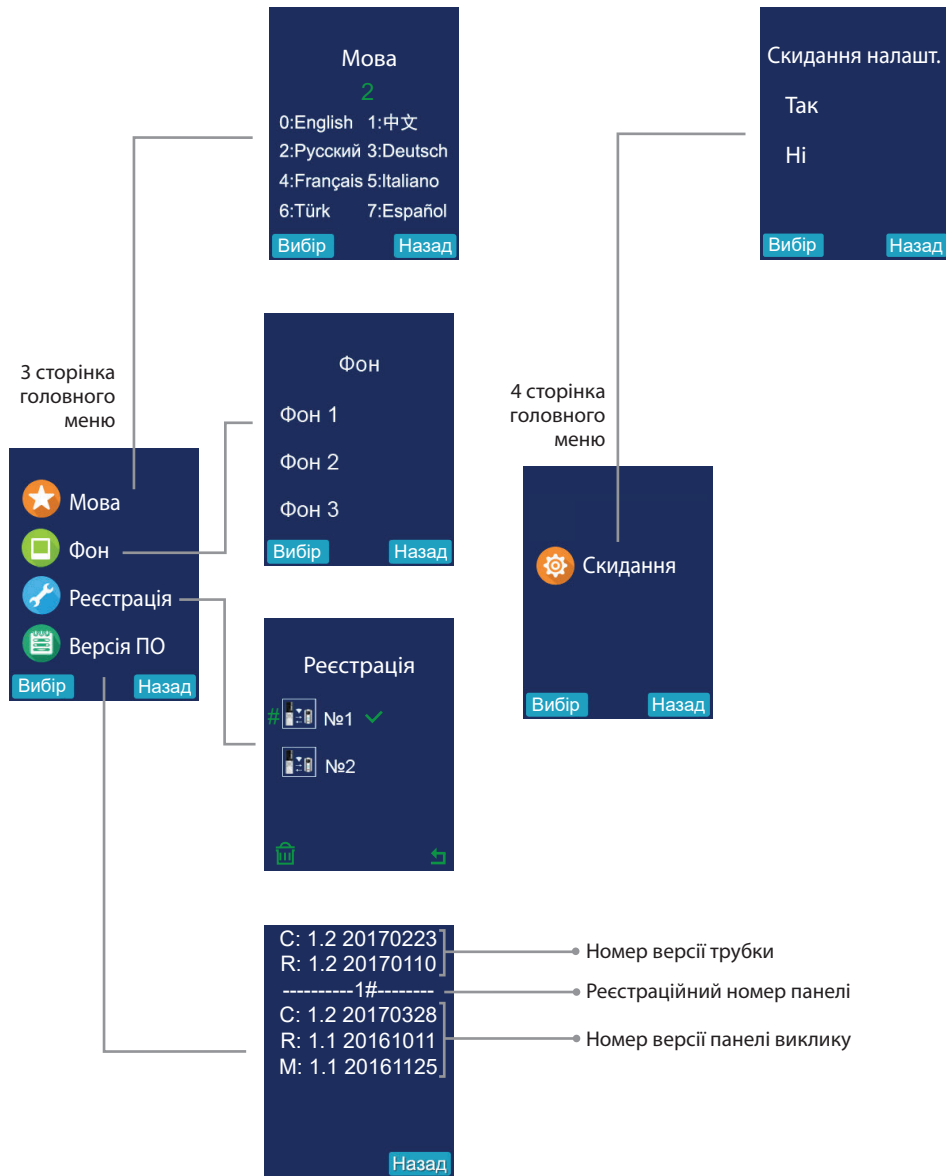 Мова
2
0:English 1:中文
2:Русский 3:Deutsch
4:Français 5:Italiano
6:Türk 7:Español
Вибір Назад
Скидання налашт.
Так
Ні
Вибір Назад
3 сторінка
головного
меню
Мова
Фон
Реєстрація
Версія ПО
Вибір Назад
Фон
Фон 1
Фон 2
Фон 3
Вибір Назад
4 сторінка
головного
меню
Скидання
Вибір Назад
Реєстрація
# №1
№2
C: 1.2 20170223
R: 1.2 20170110
----------1#--------
C: 1.2 20170328
R: 1.1 20161011
M: 1.1 20161125
Назад
Номер версії трубки
Реєстраційний номер панелі
Номер версії панелі виклику